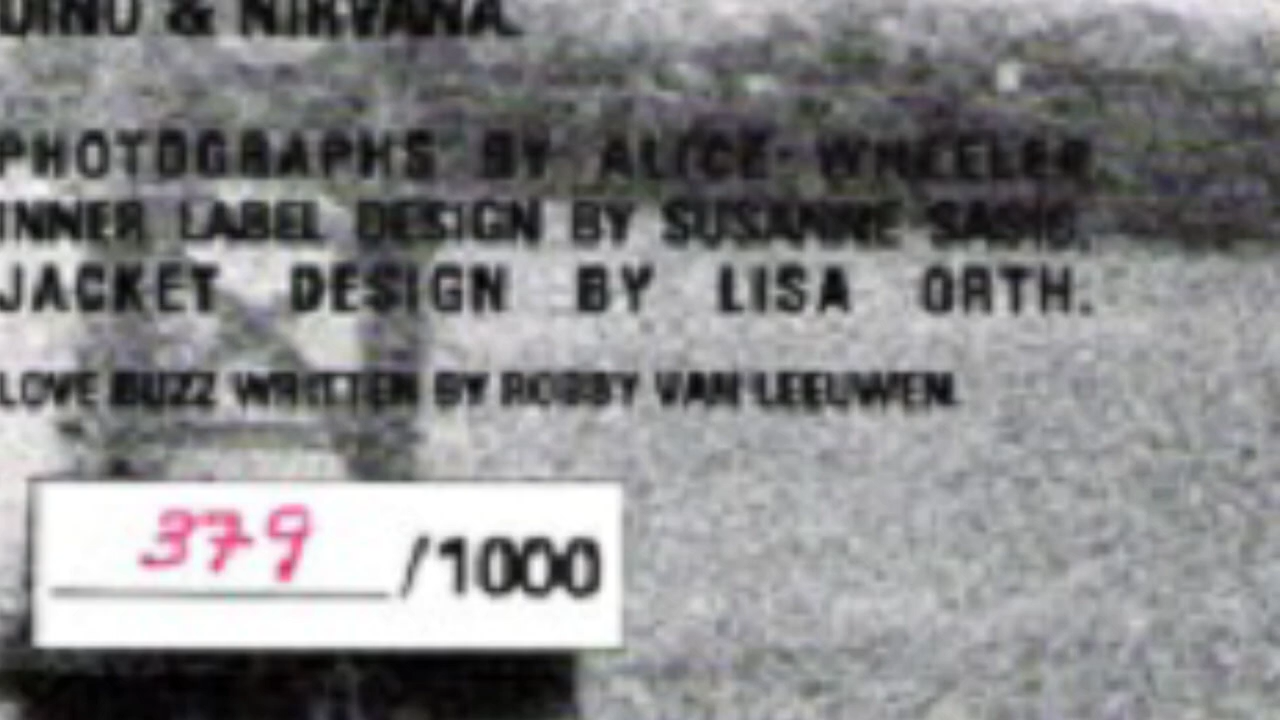 & NIRVANA.
PHOTOGRAPHS BY ALICE WHEELER
INNER LABEL DESIGN BY SUSANNE SASIC.
JACKET DESIGN BY LISA ORTH.
LOVE BUZZ WRITTEN BY ROBBY VAN LEEUWEN.
379 /1000